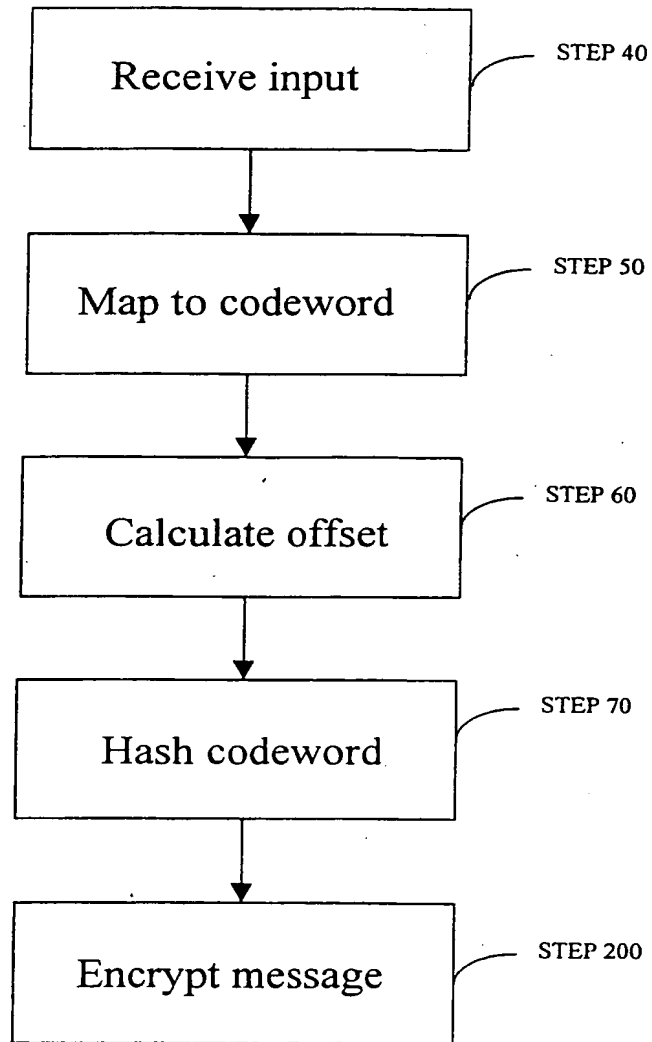 STEP 40
Receive input
STEP 50
Map to codeword
STEP 60
Calculate offset
STEP 70
Hash codeword
STEP 200
Encrypt message